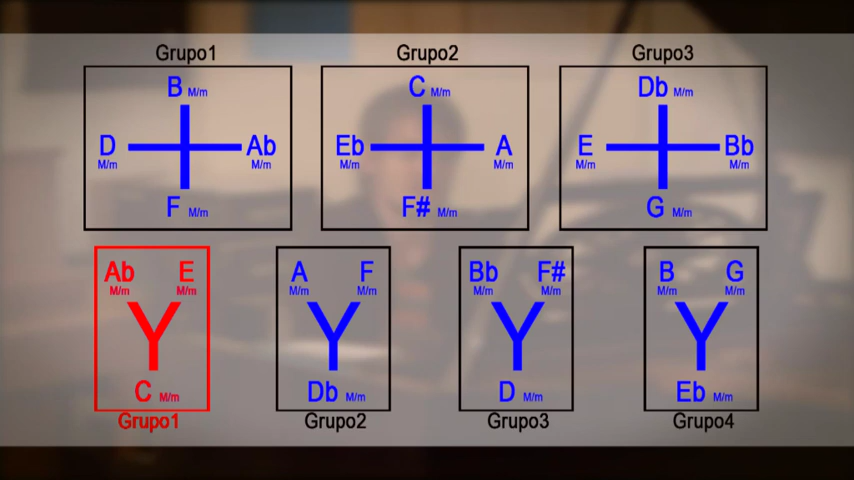 Grupo1 Grupo2 Grupo3
B M/m C M/m Db M/m
D Ab Eb A E Bb
M/m M/m M/m M/m M/m M/m
F M/m F# M/m G M/m
Ab E A F Bb F# B G
M/m M/m M/m M/m M/m M/m M/m M/m
C M/m Db M/m D M/m Eb M/m
Grupo1 Grupo2 Grupo3 Grupo4